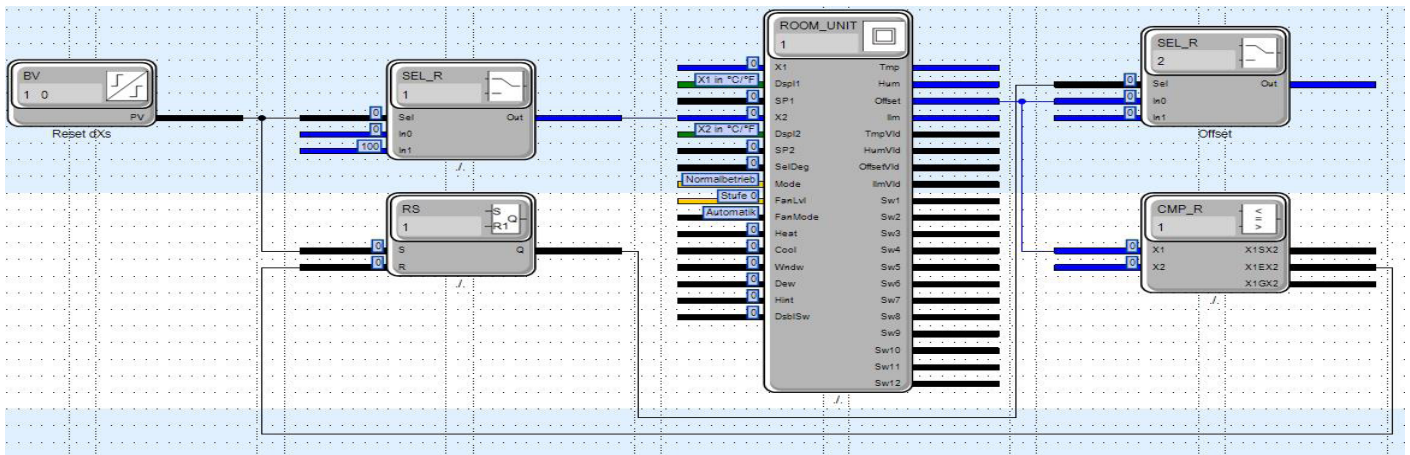 BV
1 0
PV
Reset dXs
SEL_R
1
0 Sel Out
0 In0
100 In1
./.
RS
1
S
Q
R1
0 S Q
0 R
./.
ROOM_UNIT
1
0 X1 Tmp
X1 in °C/°F Dspl1 Hum
0 SP1 Offset
0 X2 Ilm
X2 in °C/°F Dspl2 TmpVld
0 SP2 HumVld
0 SelDeg OffsetVld
Normalbetrieb Mode IlmVld
Stufe 0 FanLvl Sw1
Automatik FanMode Sw2
0 Heat Sw3
0 Cool Sw4
0 Wndw Sw5
0 Dew Sw6
0 Hint Sw7
0 DsblSw Sw8
Sw9
Sw10
Sw11
Sw12
./.
SEL_R
2
0 Sel Out
0 In0
0 In1
Offset
CMP_R
1
<
=
>
0 X1 X1SX2
0 X2 X1EX2
X1GX2
./.